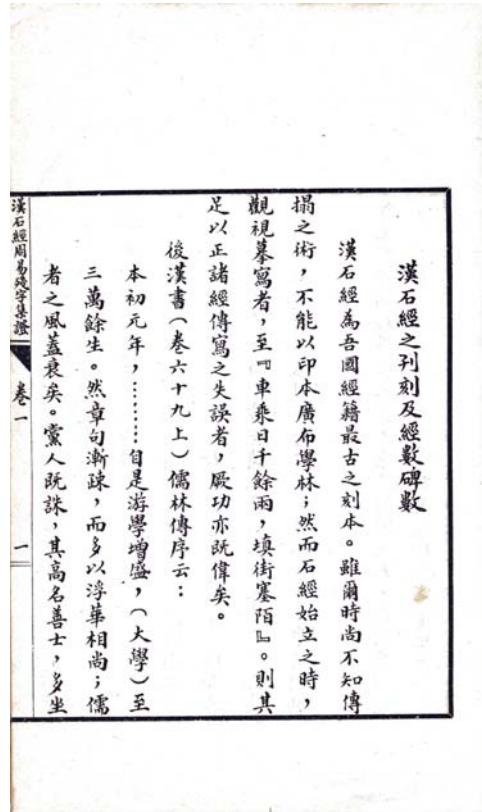 漢石經之刋刻及經數碑數
漢石經為吾國經籍最古之刻本。雖爾時尚不知傳
搨之術，不能以印本廣布學林；然而石經始立之時，
觀視摹寫者，至『車乘日千餘兩，填街塞陌』。則其
足以正諸經傳寫之失誤者，厥功亦既偉矣。
後漢書（卷六十九上）儒林傳序云：
本初元年，………自是游學增盛，（大學）至
三萬餘生。然章句漸疎，而多以浮華相尚；儒
者之風蓋衰矣。黨人既誅，其高名善士，多坐
漢石經周易殘字集證
卷一
一